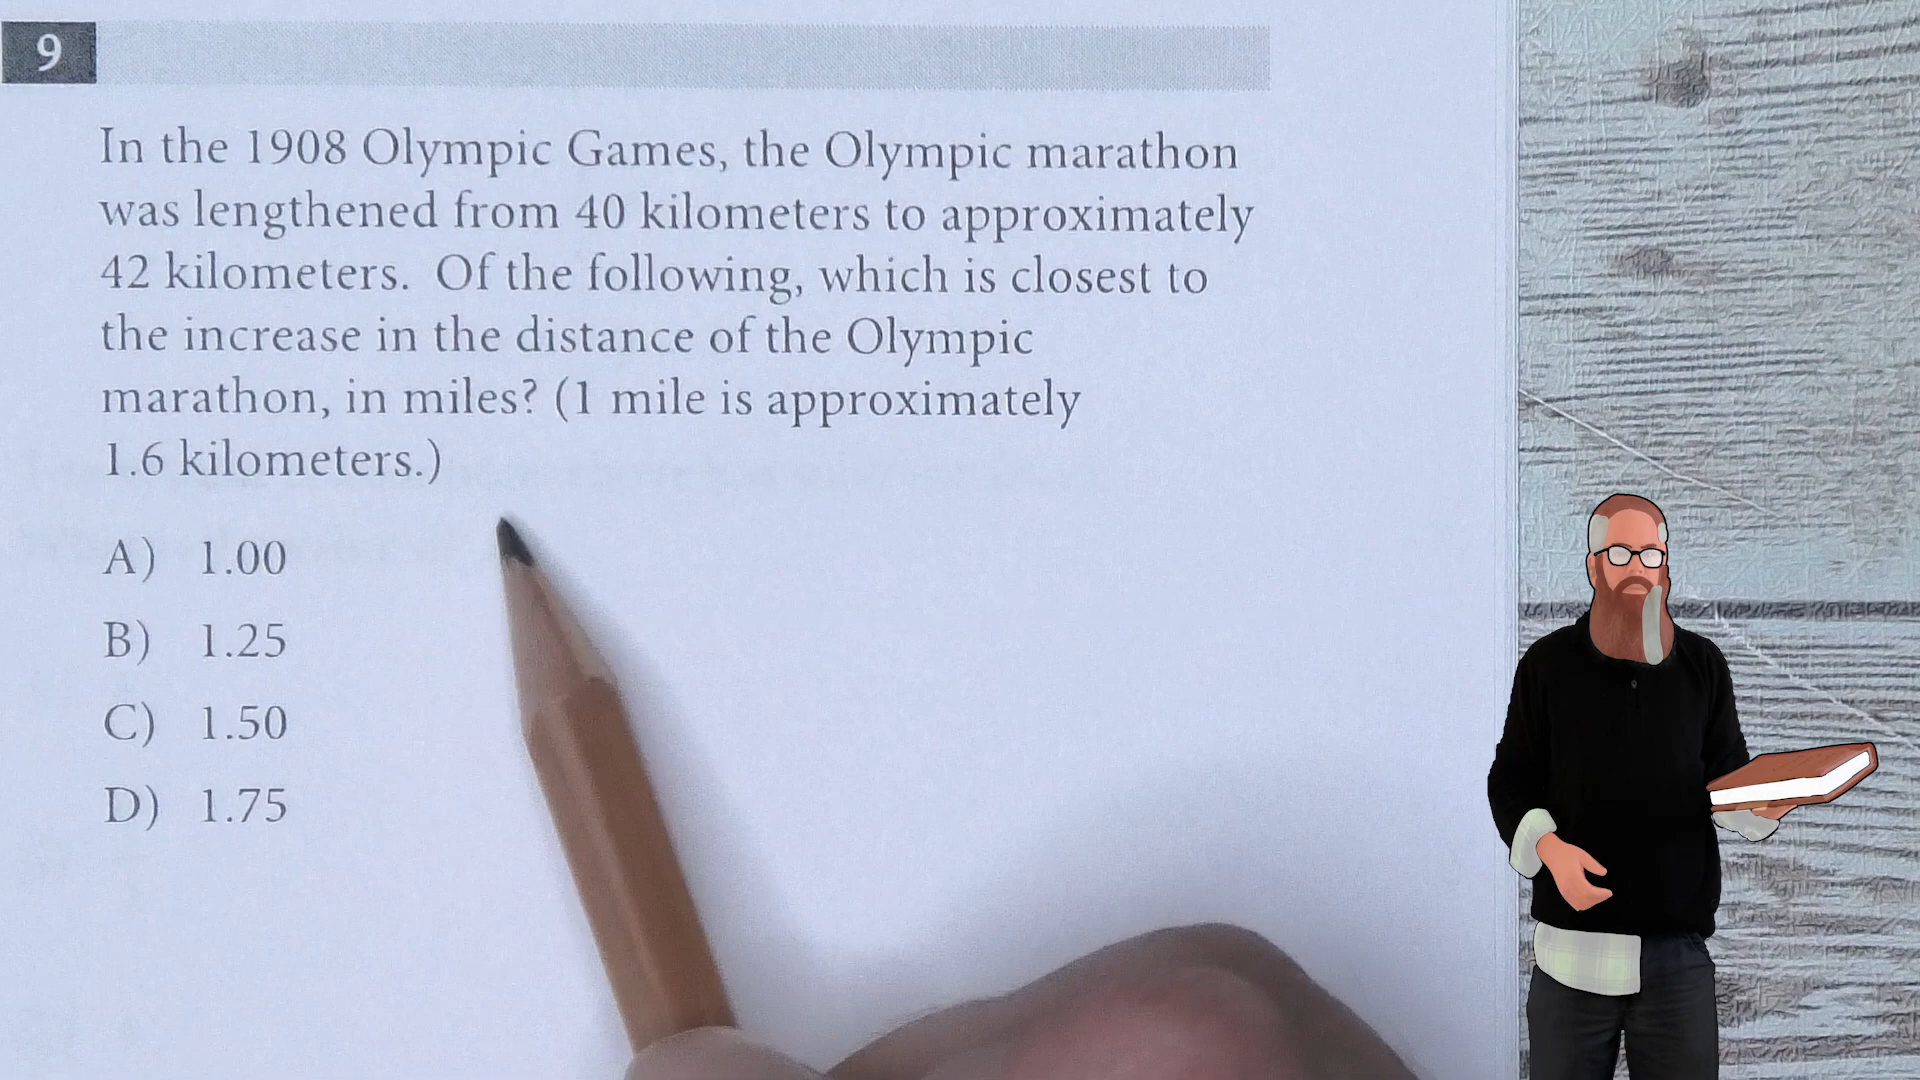 9
In the 1908 Olympic Games, the Olympic marathon
was lengthened from 40 kilometers to approximately
42 kilometers. Of the following, which is closest to
the increase in the distance of the Olympic
marathon, in miles? (1 mile is approximately
1.6 kilometers.)
A) 1.00
B) 1.25
C) 1.50
D) 1.75